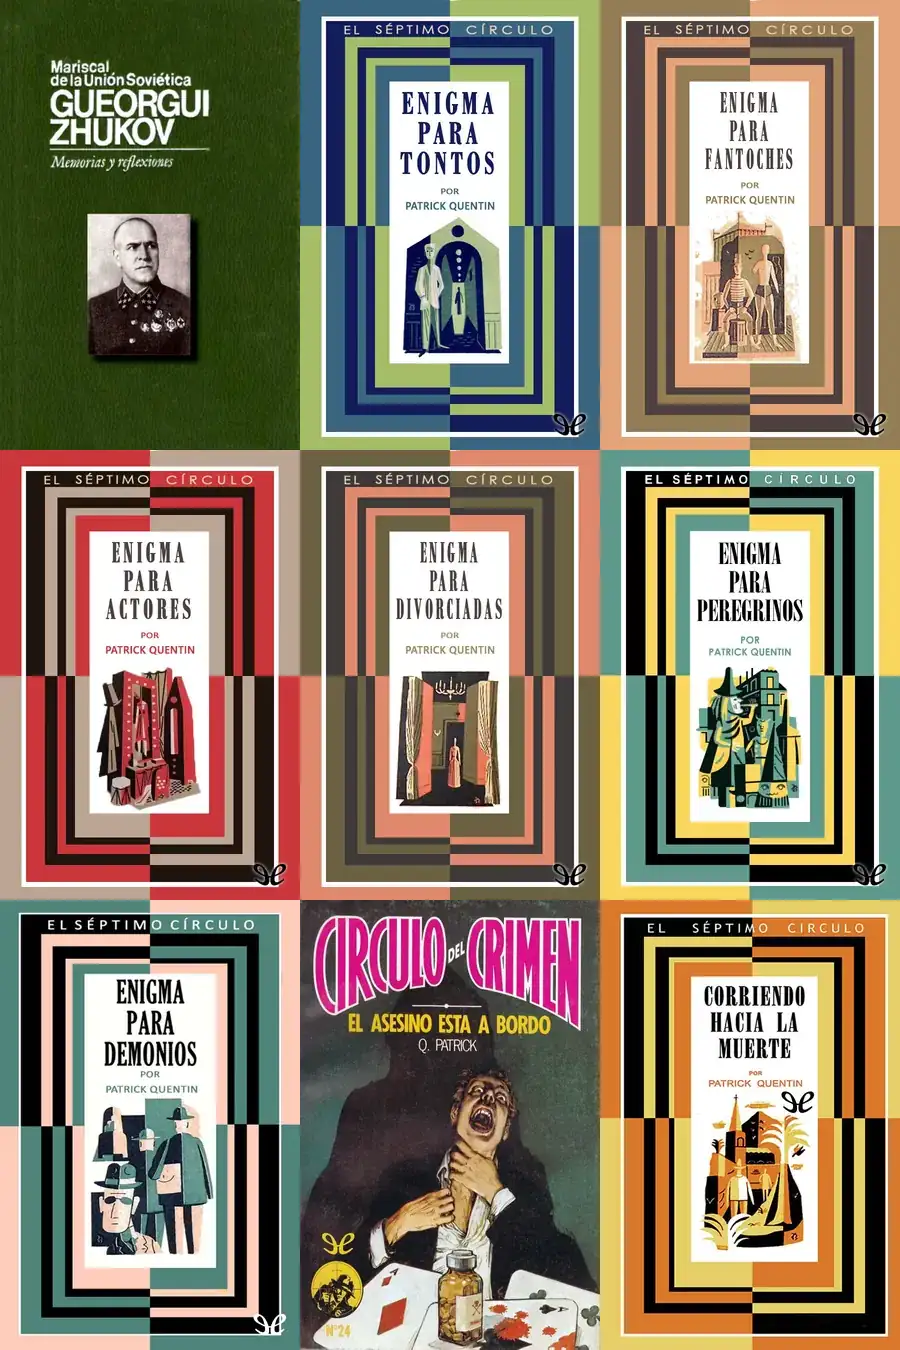 Mariscal
de la Unión Soviética
GUEORGUI
ZHUKOV
Memorias y reflexiones
EL SÉPTIMO CÍRCULO
ENIGMA
PARA
TONTOS
POR
PATRICK QUENTIN
EL SÉPTIMO CÍRCULO
ENIGMA
PARA
FANTOCHES
POR
PATRICK QUENTIN
EL SÉPTIMO CÍRCULO
ENIGMA
PARA
ACTORES
POR
PATRICK QUENTIN
EL SÉPTIMO CÍRCULO
ENIGMA
PARA
DIVORCIADAS
POR
PATRICK QUENTIN
EL SÉPTIMO CÍRCULO
ENIGMA
PARA
PEREGRINOS
POR
PATRICK QUENTIN
EL SÉPTIMO CÍRCULO
ENIGMA
PARA
DEMONIOS
POR
PATRICK QUENTIN
CIRCULO DEL CRIMEN
EL ASESINO ESTA A BORDO
Q. PATRICK
Nº24
EL SÉPTIMO CIRCULO
CORRIENDO
HACIA LA
MUERTE
POR
PATRICK QUENTIN